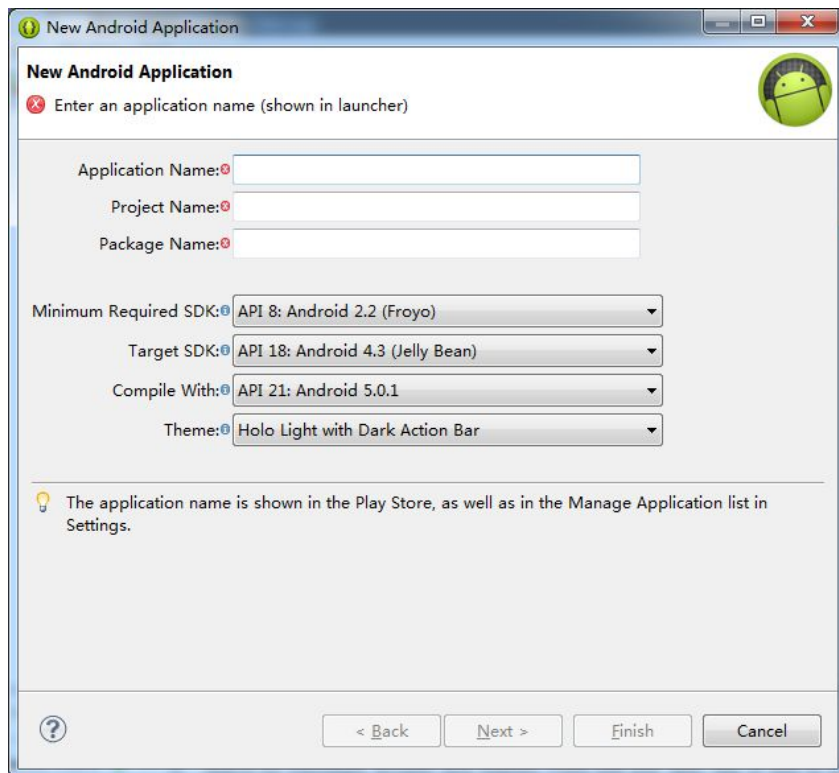 New Android Application
New Android Application
Enter an application name (shown in launcher)
Application Name:
Project Name:
Package Name:
Minimum Required SDK: API 8: Android 2.2 (Froyo)
Target SDK: API 18: Android 4.3 (Jelly Bean)
Compile With: API 21: Android 5.0.1
Theme: Holo Light with Dark Action Bar
The application name is shown in the Play Store, as well as in the Manage Application list in
Settings.
< Back Next > Finish Cancel